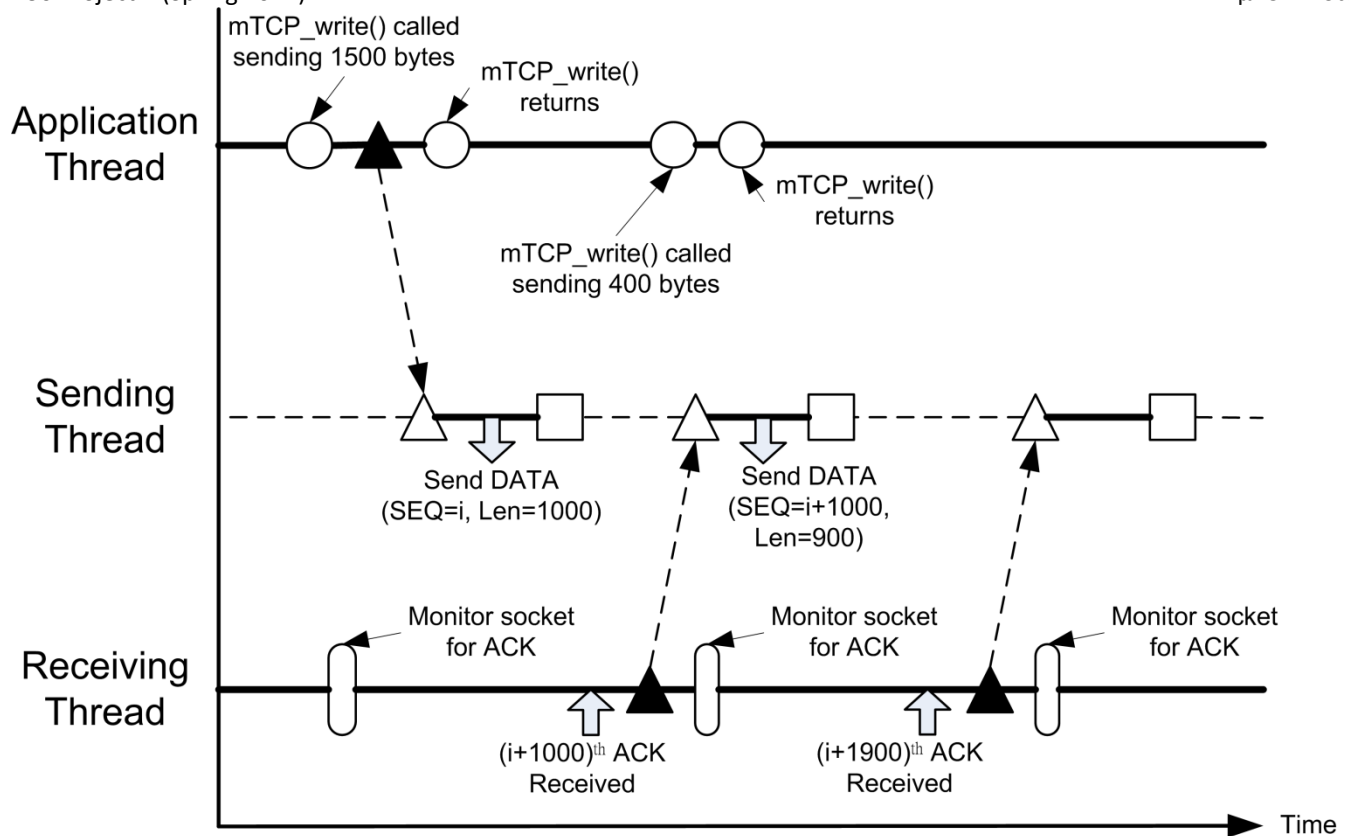 mTCP_write() called
sending 1500 bytes
mTCP_write()
returns
Application
Thread
mTCP_write()
returns
mTCP_write() called
sending 400 bytes
Sending
Thread
Send DATA
(SEQ=i, Len=1000)
Send DATA
(SEQ=i+1000,
Len=900)
Monitor socket
for ACK
Monitor socket
for ACK
Monitor socket
for ACK
Receiving
Thread
(i+1000)th ACK
Received
(i+1900)th ACK
Received
Time